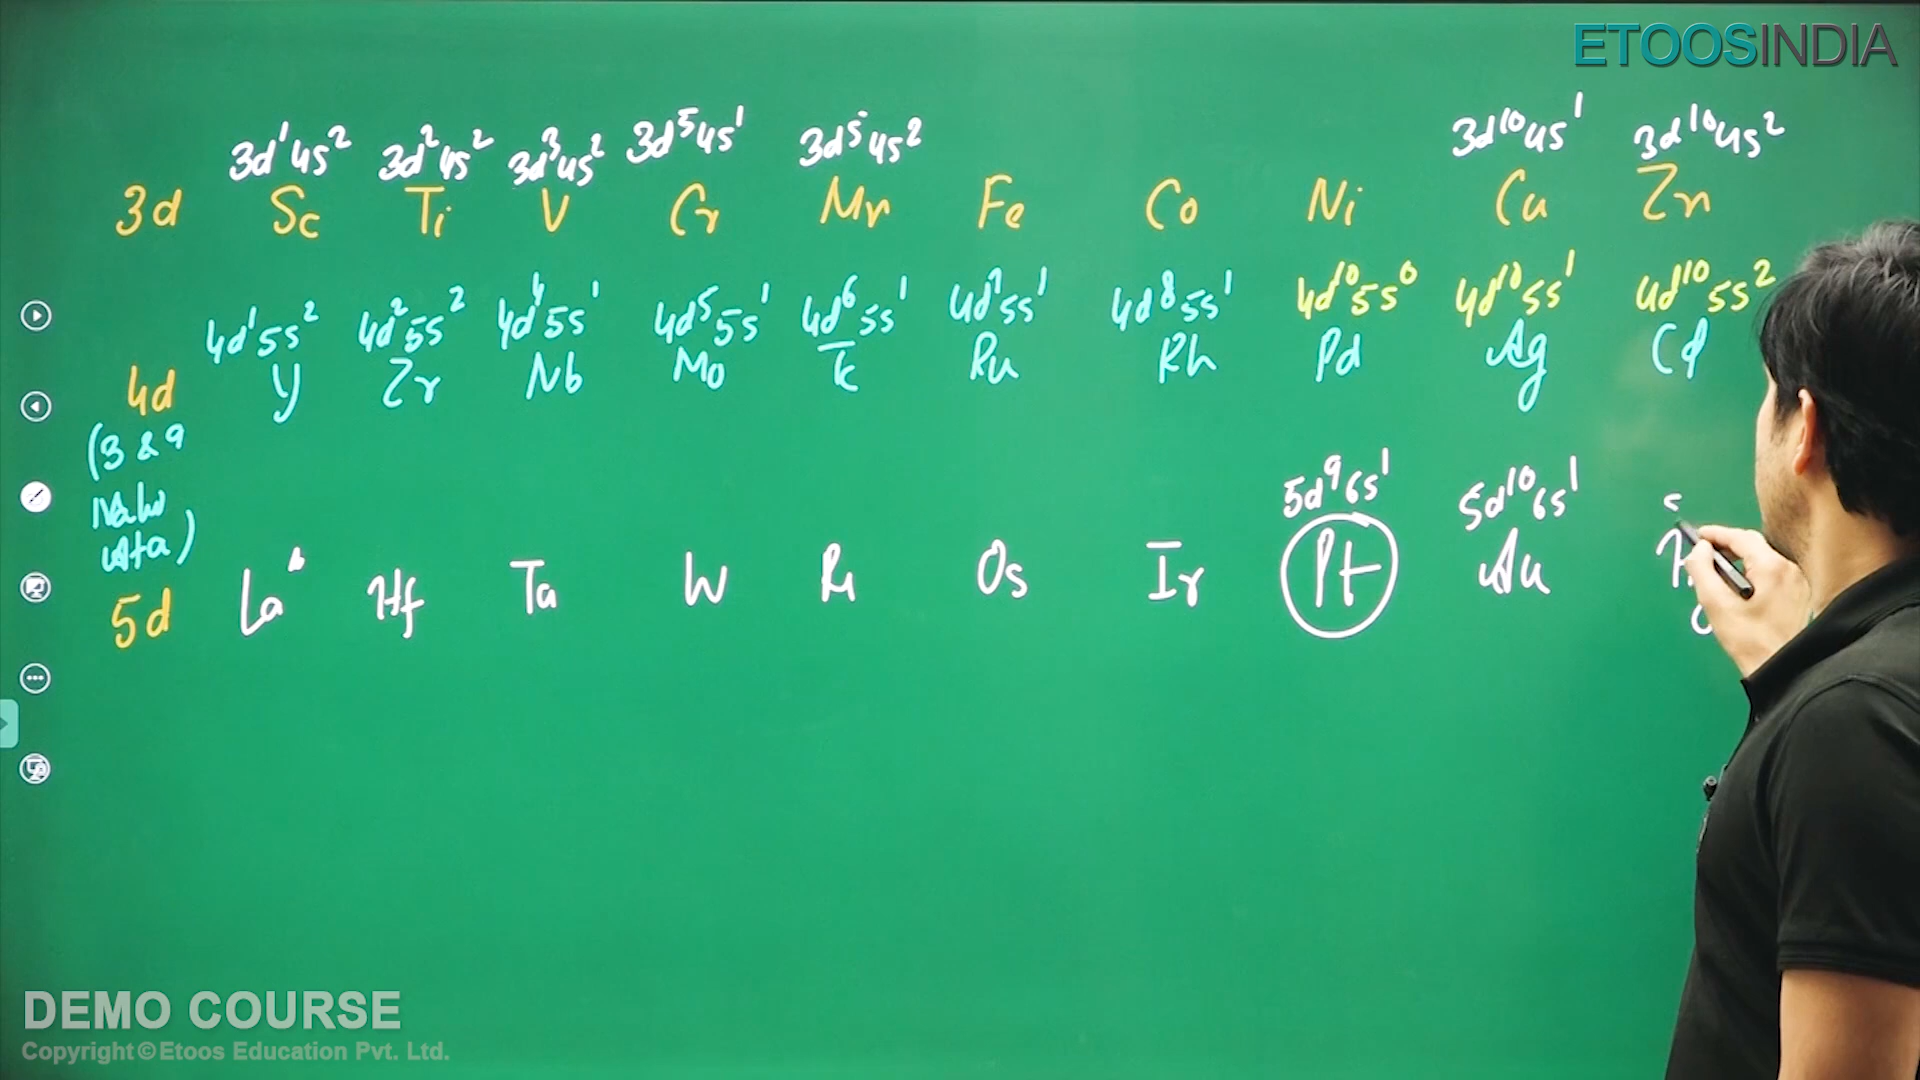 ETOOSINDIA
3d¹4s² 3d²4s² 3d³4s² 3d⁵4s¹ 3d⁵4s² 3d¹⁰4s¹ 3d¹⁰4s²
3d Sc Ti V Cr Mn Fe Co Ni Cu Zn
4d¹5s² 4d²5s² 4d⁴5s¹ 4d⁵5s¹ 4d⁶5s¹ 4d⁷5s¹ 4d⁸5s¹ 4d¹⁰5s⁰ 4d¹⁰5s¹ 4d¹⁰5s²
4d Y Zr Nb Mo Tc Ru Rh Pd Ag Cd
(3 & 9
5d⁹6s¹ 5d¹⁰6s¹ 5
5d La Hf Ta W Os Ir Pt Au Hg
DEMO COURSE
Copyright © Etoos Education Pvt. Ltd.